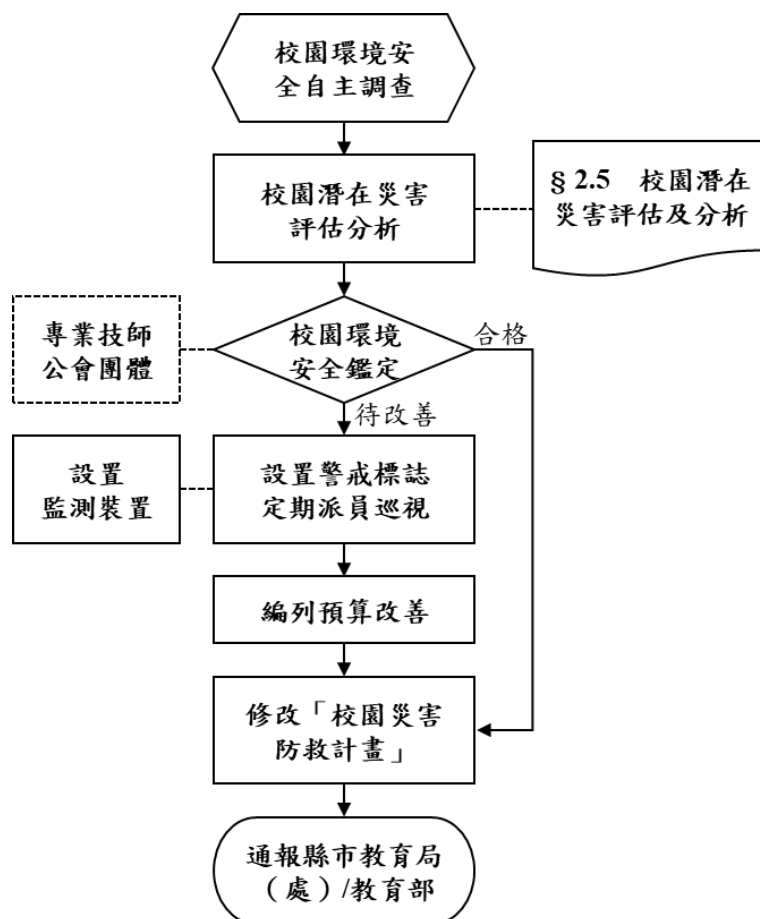 校園環境安
全自主調查
校園潛在災害
評估分析
§ 2.5 校園潛在
災害評估及分析
專業技師
公會團體
校園環境
安全鑑定
合格
待改善
設置
監測裝置
設置警戒標誌
定期派員巡視
編列預算改善
修改「校園災害
防救計畫」
通報縣市教育局
（處）/教育部